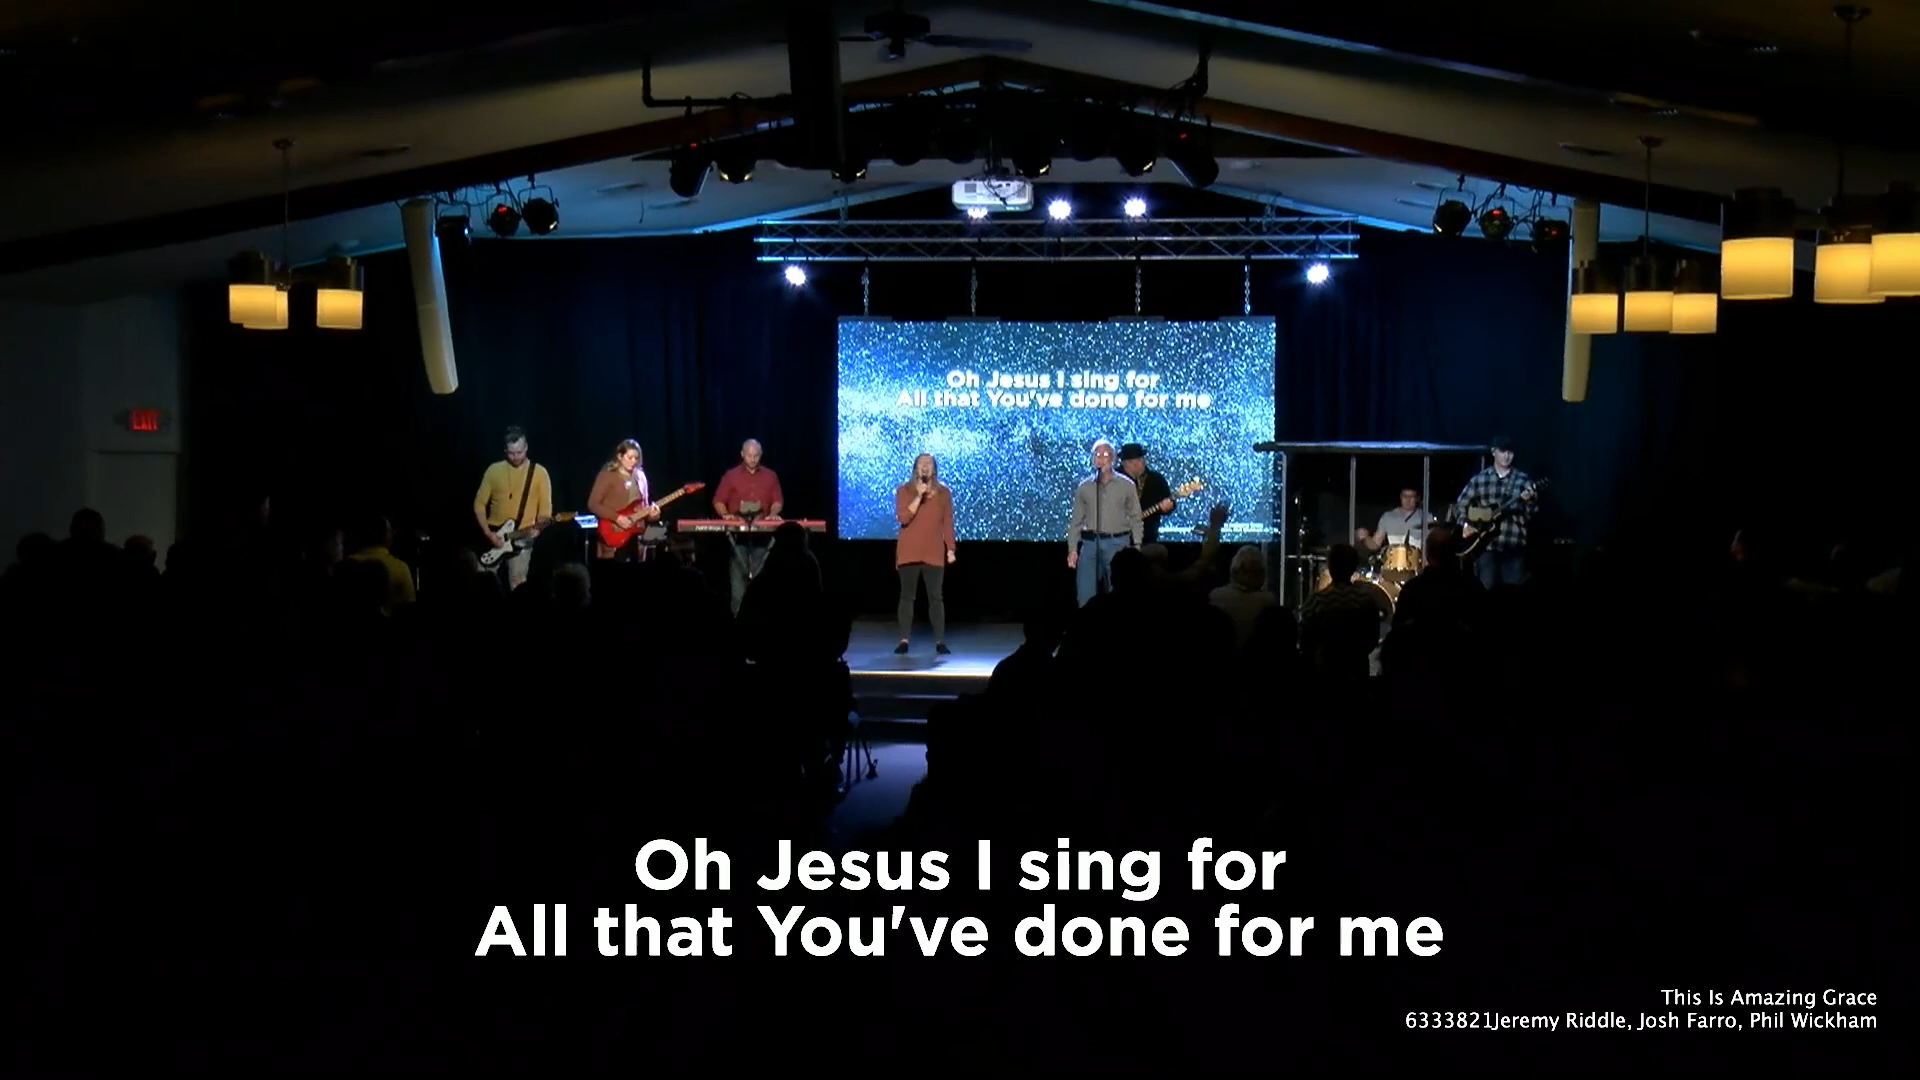 EXIT
Oh Jesus I sing for
All that You've done for me
Oh Jesus I sing for
All that You've done for me
This Is Amazing Grace
6333821Jeremy Riddle, Josh Farro, Phil Wickham